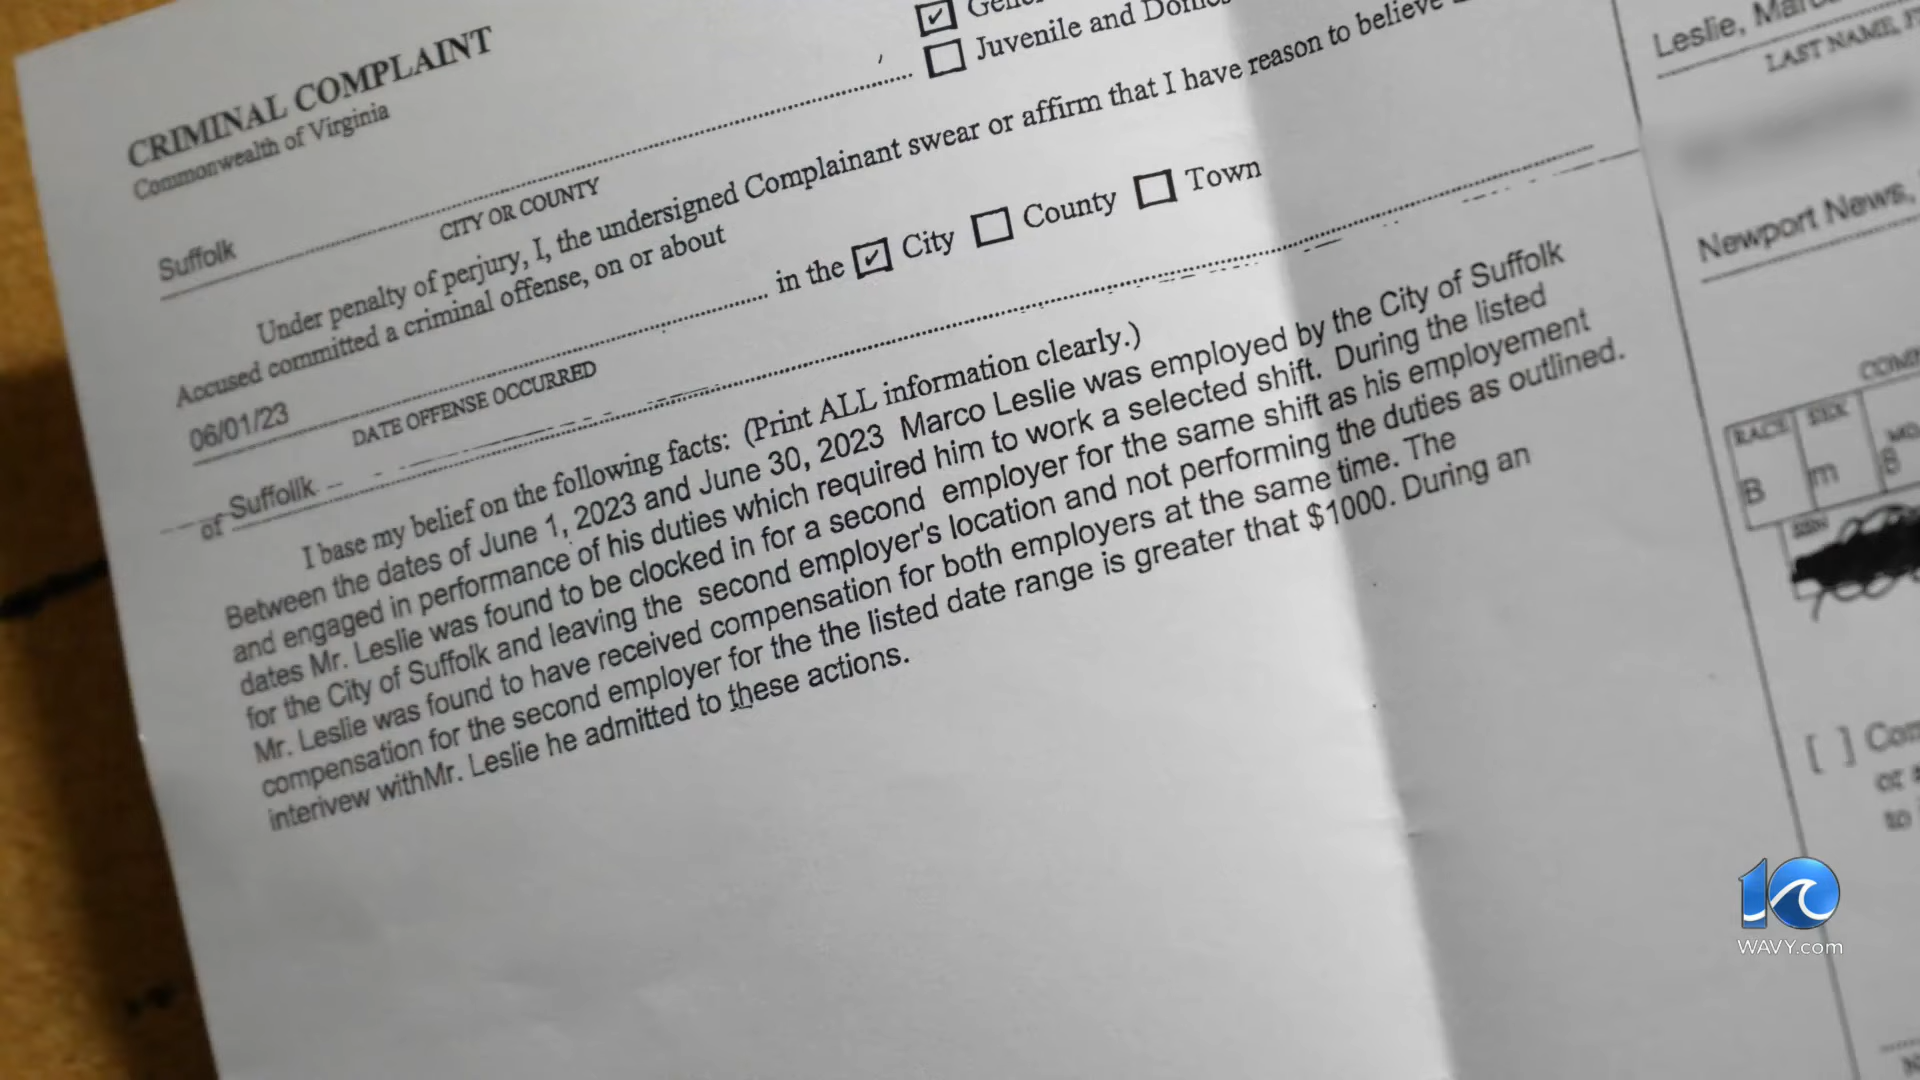 CRIMINAL COMPLAINT
Commonwealth of Virginia
Juvenile and
Suffolk
CITY OR COUNTY
Under penalty of perjury, I, the undersigned Complainant swear or affirm that I have reason to believe
Accused committed a criminal offense, on or about
06/01/23
DATE OFFENSE OCCURRED
in the ✓ City County Town
of Suffollk
I base my belief on the following facts: (Print ALL information clearly.)
Between the dates of June 1, 2023 and June 30, 2023 Marco Leslie was employed by the City of Suffolk
and engaged in performance of his duties which required him to work a selected shift. During the listed
dates Mr. Leslie was found to be clocked in for a second employer for the same shift as his employement
for the City of Suffolk and leaving the second employer's location and not performing the duties as outlined.
Mr. Leslie was found to have received compensation for both employers at the same time. The
compensation for the second employer for the the listed date range is greater that $1000. During an
interivew withMr. Leslie he admitted to these actions.
Leslie,
LAST NAME,
Newport News,
RACE SEX
B m 8
SSN
[ ]
or
to
10
WAVY.com